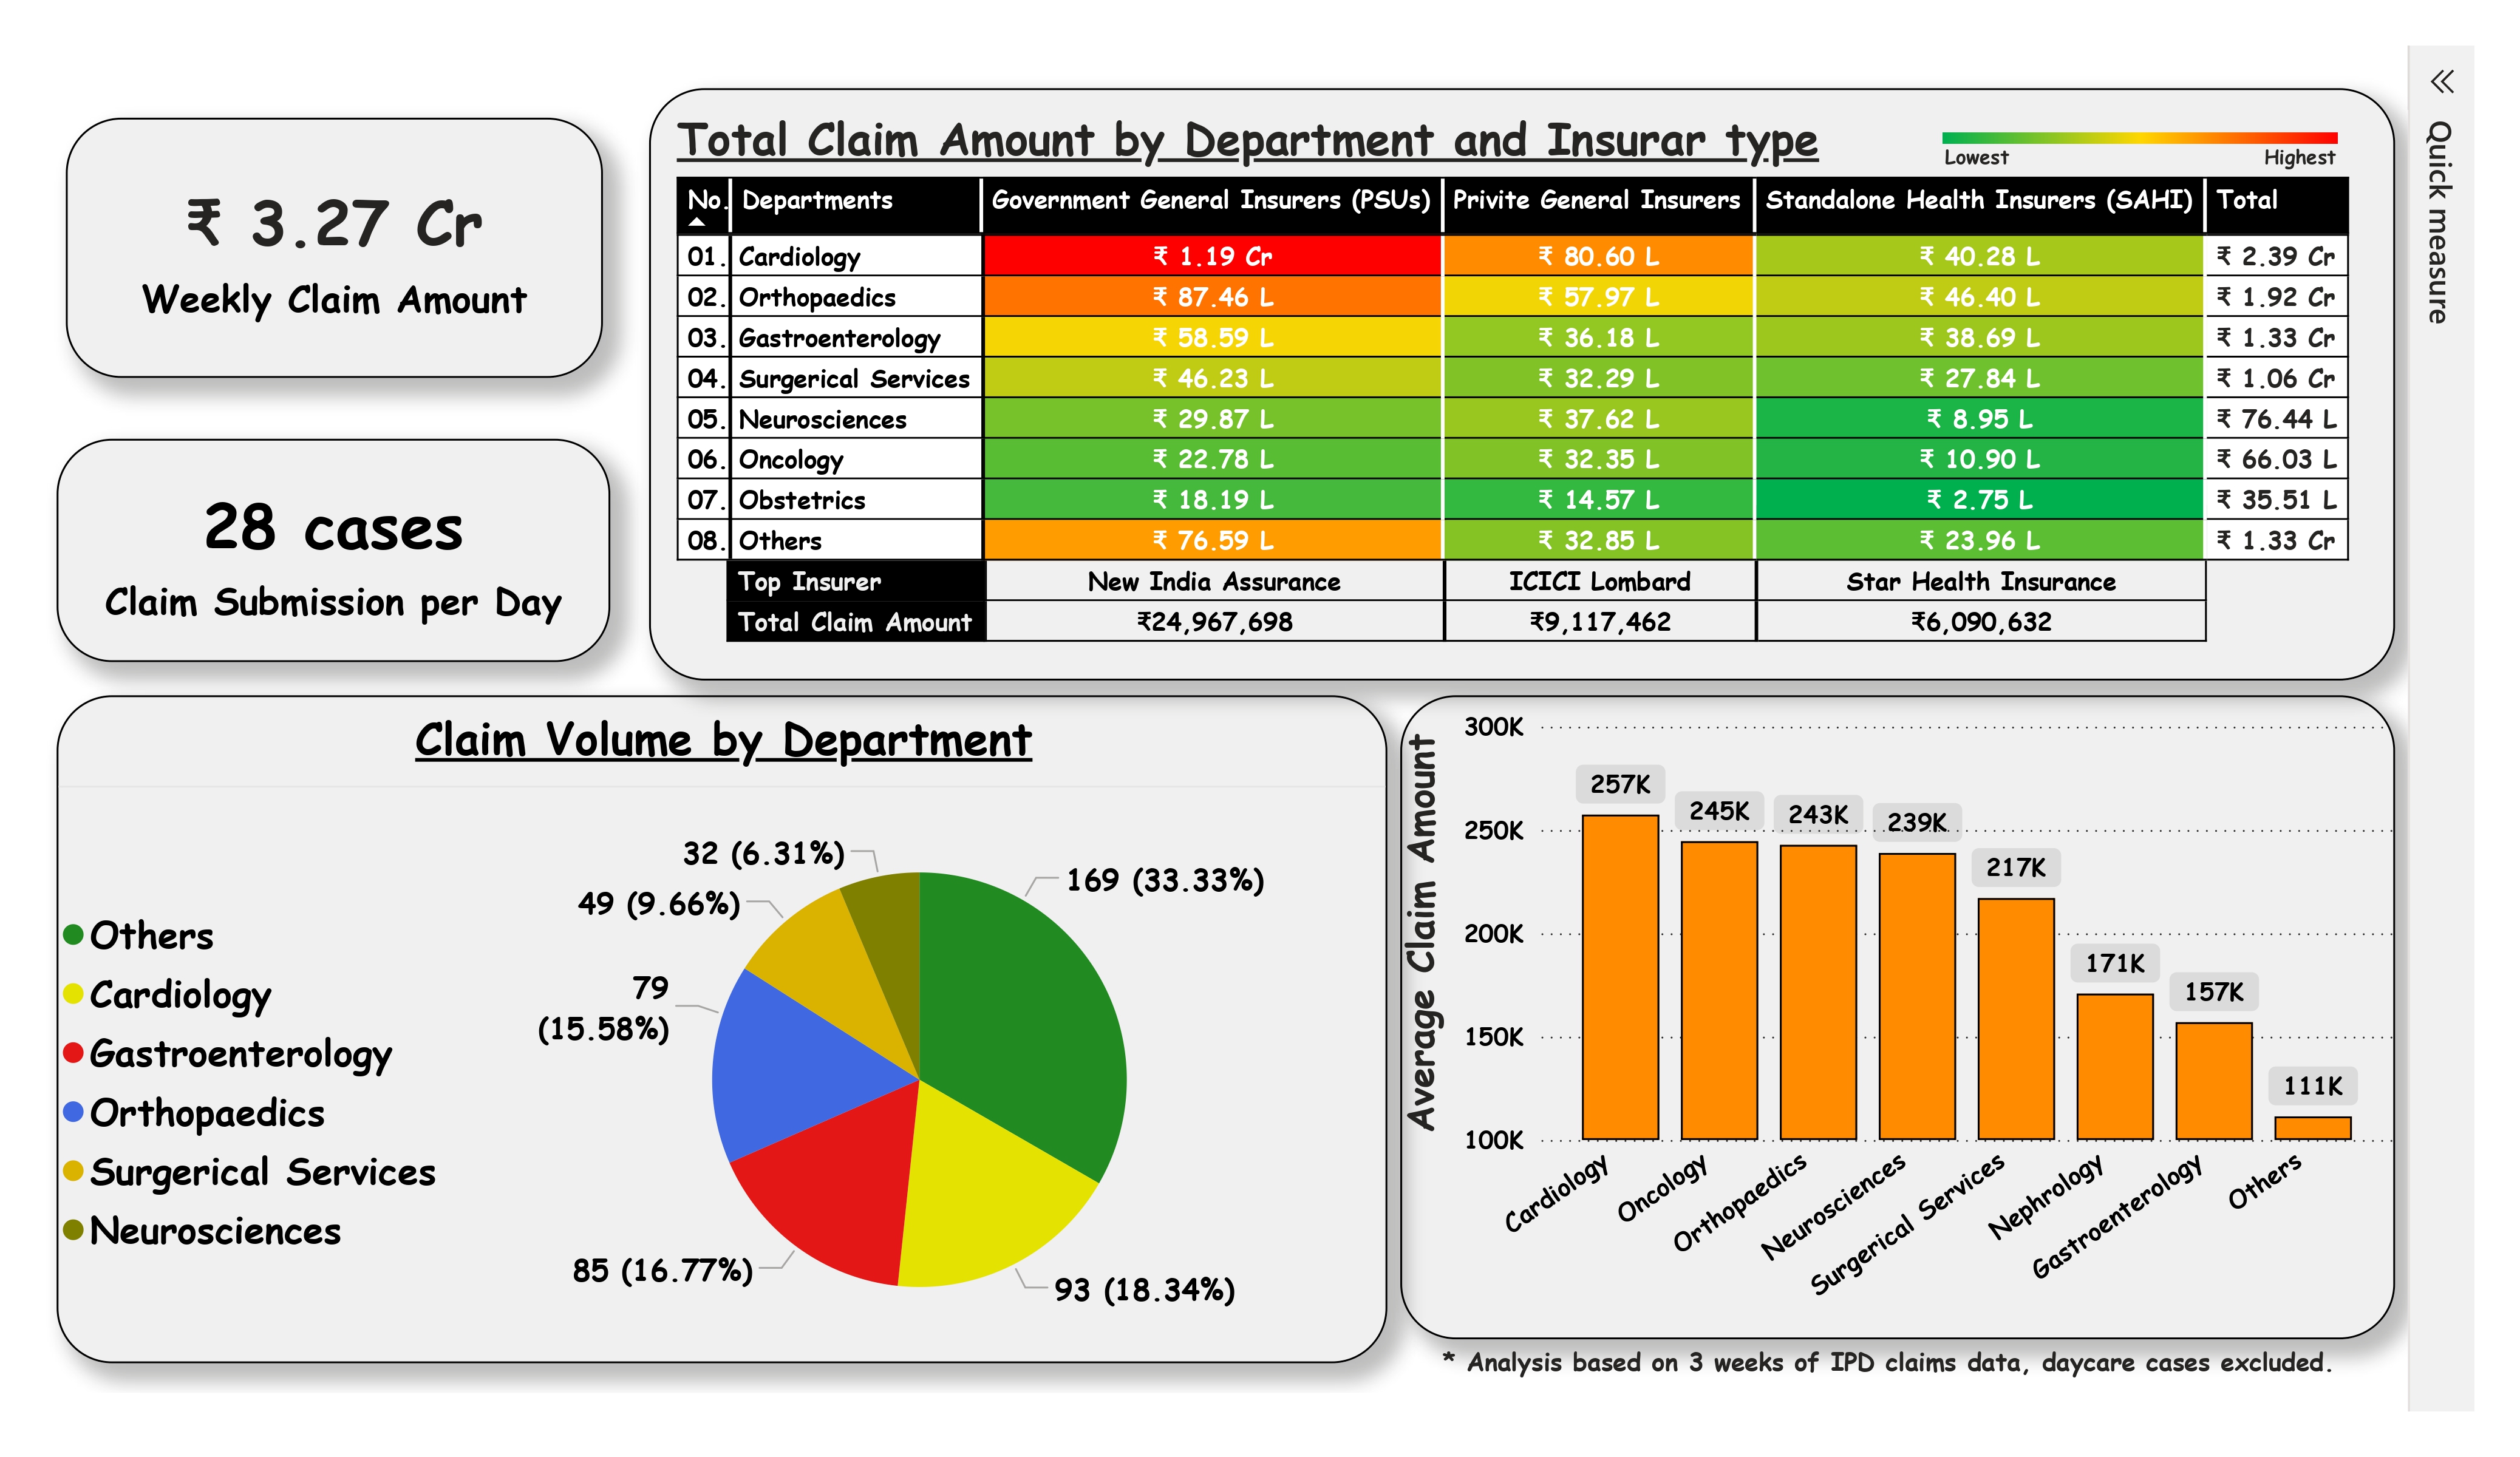 ₹ 3.27 Cr
Weekly Claim Amount
28 cases
Claim Submission per Day
Total Claim Amount by Department and Insurar type
Lowest Highest
No. Departments Government General Insurers (PSUs) Privite General Insurers Standalone Health Insurers (SAHI) Total
01. Cardiology ₹ 1.19 Cr ₹ 80.60 L ₹ 40.28 L ₹ 2.39 Cr
02. Orthopaedics ₹ 87.46 L ₹ 57.97 L ₹ 46.40 L ₹ 1.92 Cr
03. Gastroenterology ₹ 58.59 L ₹ 36.18 L ₹ 38.69 L ₹ 1.33 Cr
04. Surgerical Services ₹ 46.23 L ₹ 32.29 L ₹ 27.84 L ₹ 1.06 Cr
05. Neurosciences ₹ 29.87 L ₹ 37.62 L ₹ 8.95 L ₹ 76.44 L
06. Oncology ₹ 22.78 L ₹ 32.35 L ₹ 10.90 L ₹ 66.03 L
07. Obstetrics ₹ 18.19 L ₹ 14.57 L ₹ 2.75 L ₹ 35.51 L
08. Others ₹ 76.59 L ₹ 32.85 L ₹ 23.96 L ₹ 1.33 Cr
Top Insurer New India Assurance ICICI Lombard Star Health Insurance
Total Claim Amount ₹24,967,698 ₹9,117,462 ₹6,090,632
Quick measure
Claim Volume by Department
Others
Cardiology
Gastroenterology
Orthopaedics
Surgerical Services
Neurosciences
32 (6.31%)
169 (33.33%)
49 (9.66%)
79
(15.58%)
85 (16.77%)
93 (18.34%)
Average Claim Amount
300K
250K
200K
150K
100K
257K
245K
243K
239K
217K
171K
157K
111K
Cardiology
Oncology
Orthopaedics
Neurosciences
Surgerical Services
Nephrology
Gastroenterology
Others
* Analysis based on 3 weeks of IPD claims data, daycare cases excluded.